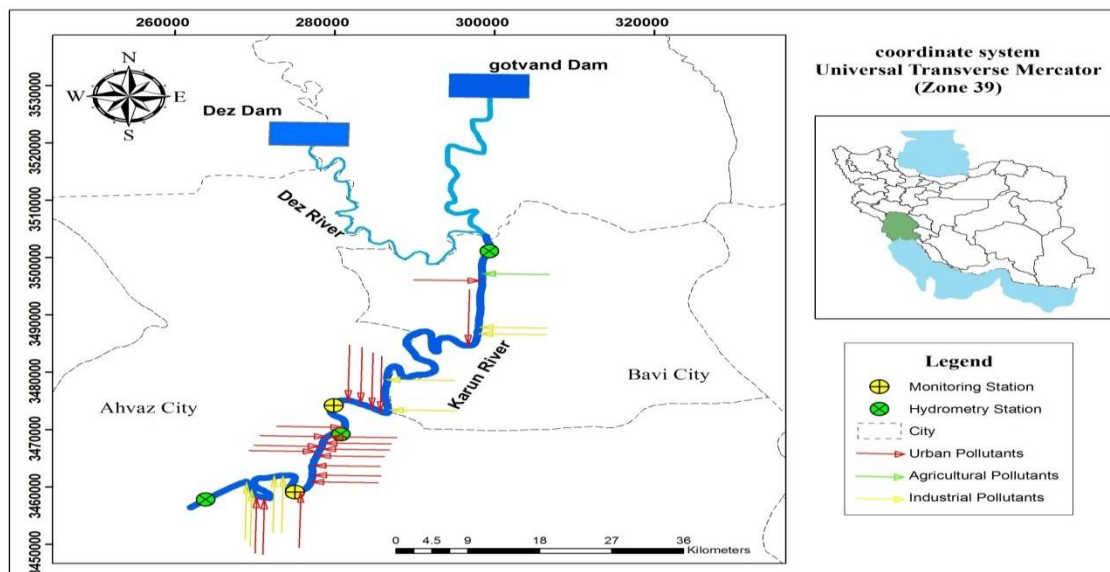 260000 280000 300000 320000
3530000
3520000
3510000
3500000
3490000
3480000
3470000
3460000
3450000
N
W E
S
gotvand Dam
Dez Dam
Dez River
Karun River
Bavi City
Ahvaz City
0 4.5 9 18 27 36
Kilometers
coordinate system
Universal Transverse Mercator
(Zone 39)
Legend
Monitoring Station
Hydrometry Station
City
Urban Pollutants
Agricultural Pollutants
Industrial Pollutants